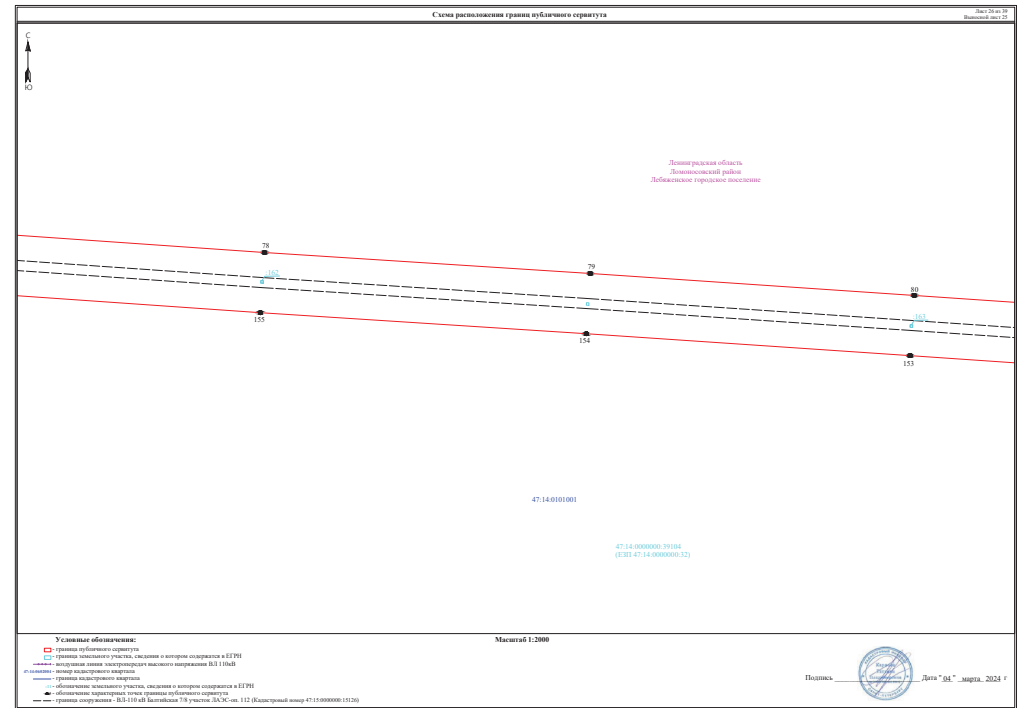 Схема расположения границ публичного сервитута
Лист 26 из 39
Выносной лист 25
С
Ю
Ленинградская область
Ломоносовский район
Лебяженское городское поселение
78
79
80
:162
:163
155
154
153
47:14:0101001
47:14:0000000:39104
(ЕЗП 47:14:0000000:32)
Условные обозначения:
Масштаб 1:2000
- граница публичного сервитута
- граница земельного участка, сведения о котором содержатся в ЕГРН
- воздушная линия электропередач высокого напряжения ВЛ 110кВ
- номер кадастрового квартала
- граница кадастрового квартала
- обозначение земельного участка, сведения о котором содержатся в ЕГРН
- обозначение характерных точек границы публичного сервитута
- граница сооружения - ВЛ-110 кВ Балтийская 7/8 участок ЛАЭС-оп. 112 (Кадастровый номер 47:15:0000000:15126)
Подпись
Дата "04" марта 2024 г